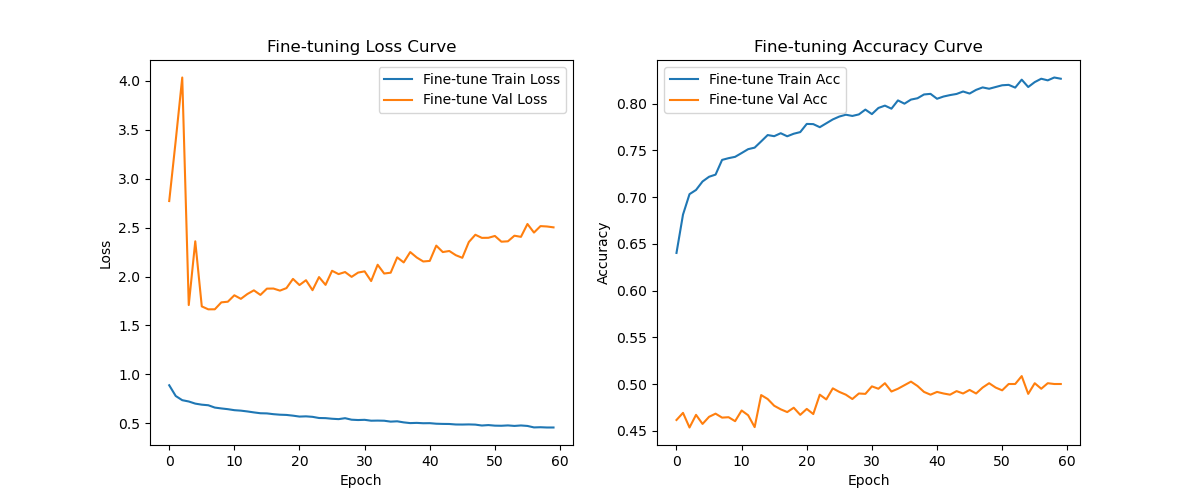 Fine-tuning Loss Curve
Fine-tune Train Loss
Fine-tune Val Loss
4.0
3.5
3.0
2.5
2.0
1.5
1.0
0.5
Loss
0 10 20 30 40 50 60
Epoch
Fine-tuning Accuracy Curve
Fine-tune Train Acc
Fine-tune Val Acc
0.80
0.75
0.70
0.65
0.60
0.55
0.50
0.45
Accuracy
0 10 20 30 40 50 60
Epoch